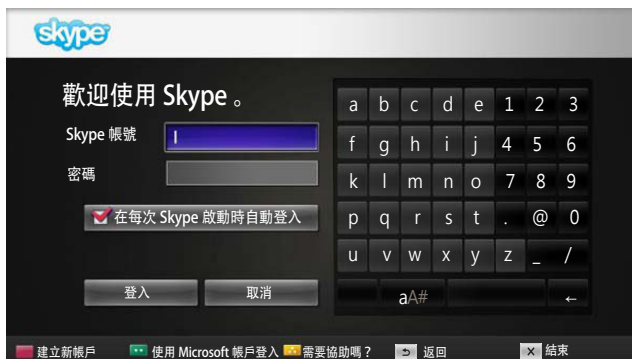 skype
歡迎使用 Skype 。
Skype 帳號
密碼
在每次 Skype 啟動時自動登入
登入 取消
a b c d e 1 2 3
f g h i j 4 5 6
k l m n o 7 8 9
p q r s t . @ 0
u v w x y z _ /
aA# ←
建立新帳戶 使用 Microsoft 帳戶登入 需要協助嗎？ 返回 結束